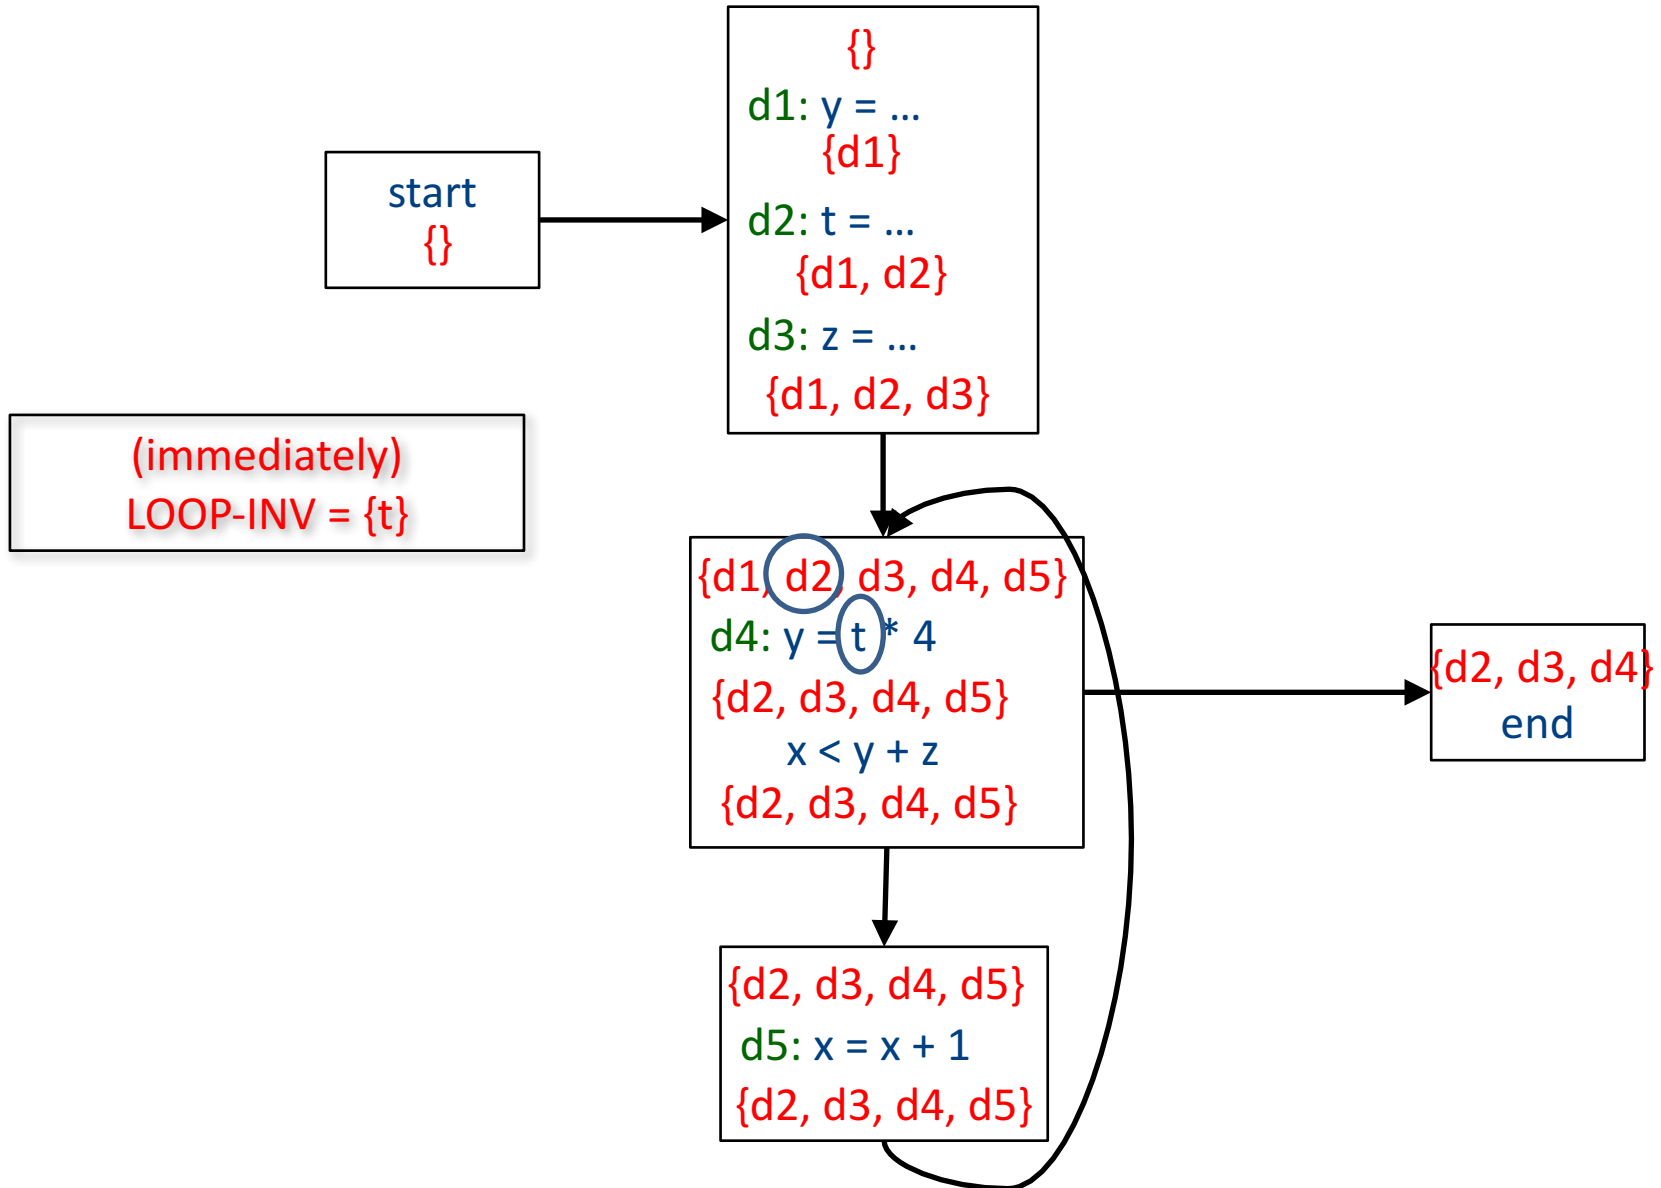 start
{}
{}
d1: y = ...
{d1}
d2: t = ...
{d1, d2}
d3: z = ...
{d1, d2, d3}
(immediately)
LOOP-INV = {t}
{d1, d2, d3, d4, d5}
d4: y = t * 4
{d2, d3, d4, d5}
x < y + z
{d2, d3, d4, d5}
{d2, d3, d4}
end
{d2, d3, d4, d5}
d5: x = x + 1
{d2, d3, d4, d5}